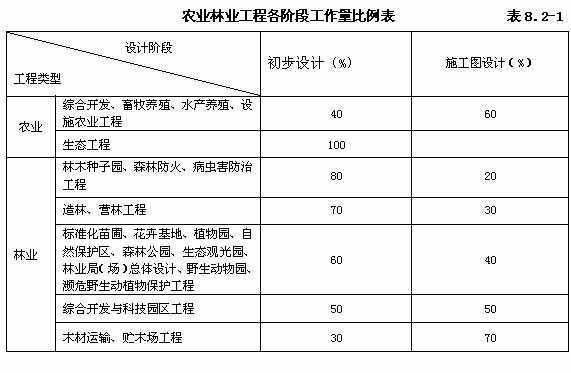 农业林业工程各阶段工作量比例表 表8.2-1
设计阶段
工程类型
初步设计（%）
施工图设计（%）
农业
综合开发、畜牧养殖、水产养殖、设
施农业工程
40
60
生态工程
100
林业
林木种子园、森林防火、病虫害防治
工程
80
20
造林、营林工程
70
30
标准化苗圃、花卉基地、植物园、自
然保护区、森林公园、生态观光园、
林业局(场)总体设计、野生动物园、
濒危野生动植物保护工程
60
40
综合开发与科技园区工程
50
50
木材运输、贮木场工程
30
70